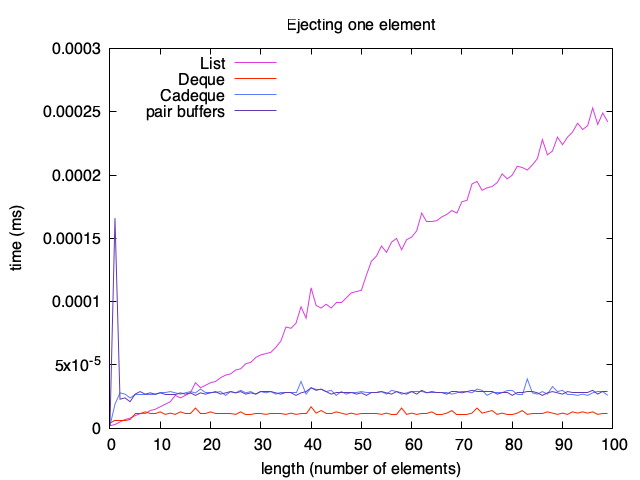 Ejecting one element
0.0003
0.00025
0.0002
0.00015
0.0001
5x10^-5
0
List
Deque
Cadeque
pair buffers
time (ms)
0 10 20 30 40 50 60 70 80 90 100
length (number of elements)